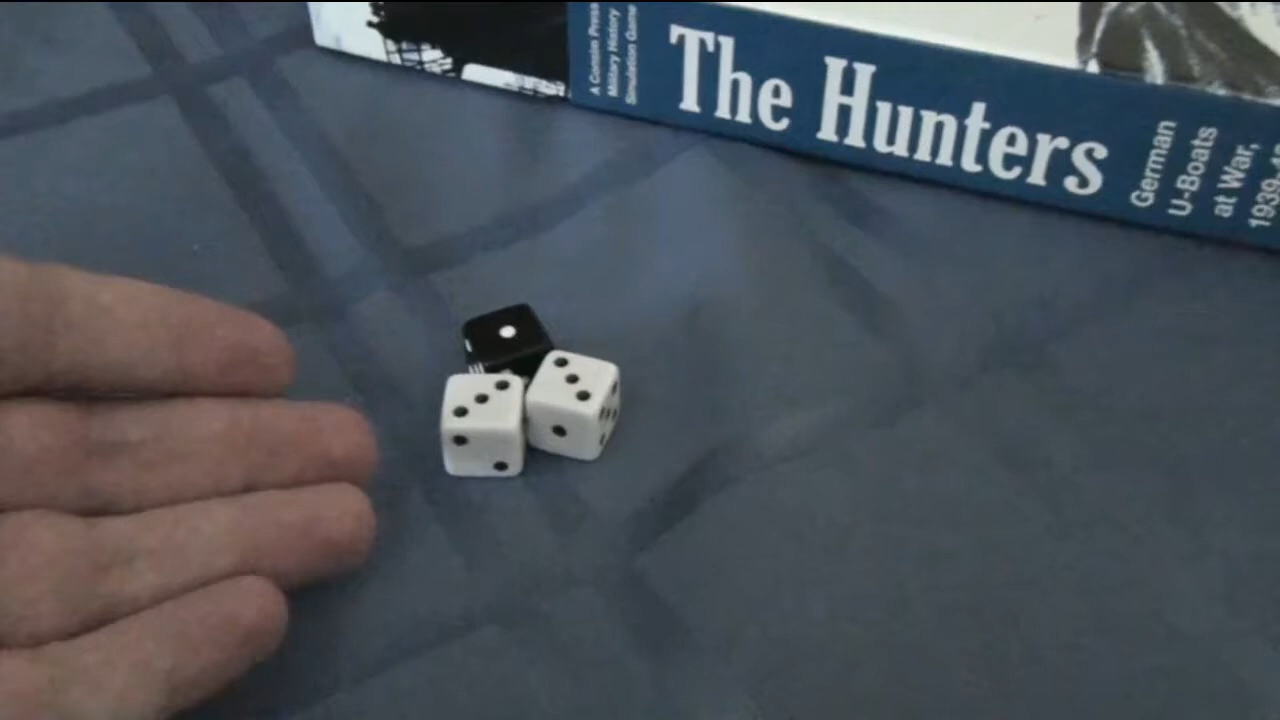 A Consim Press
Military History
Simulation Game
The Hunters
German
U-Boats
at War,